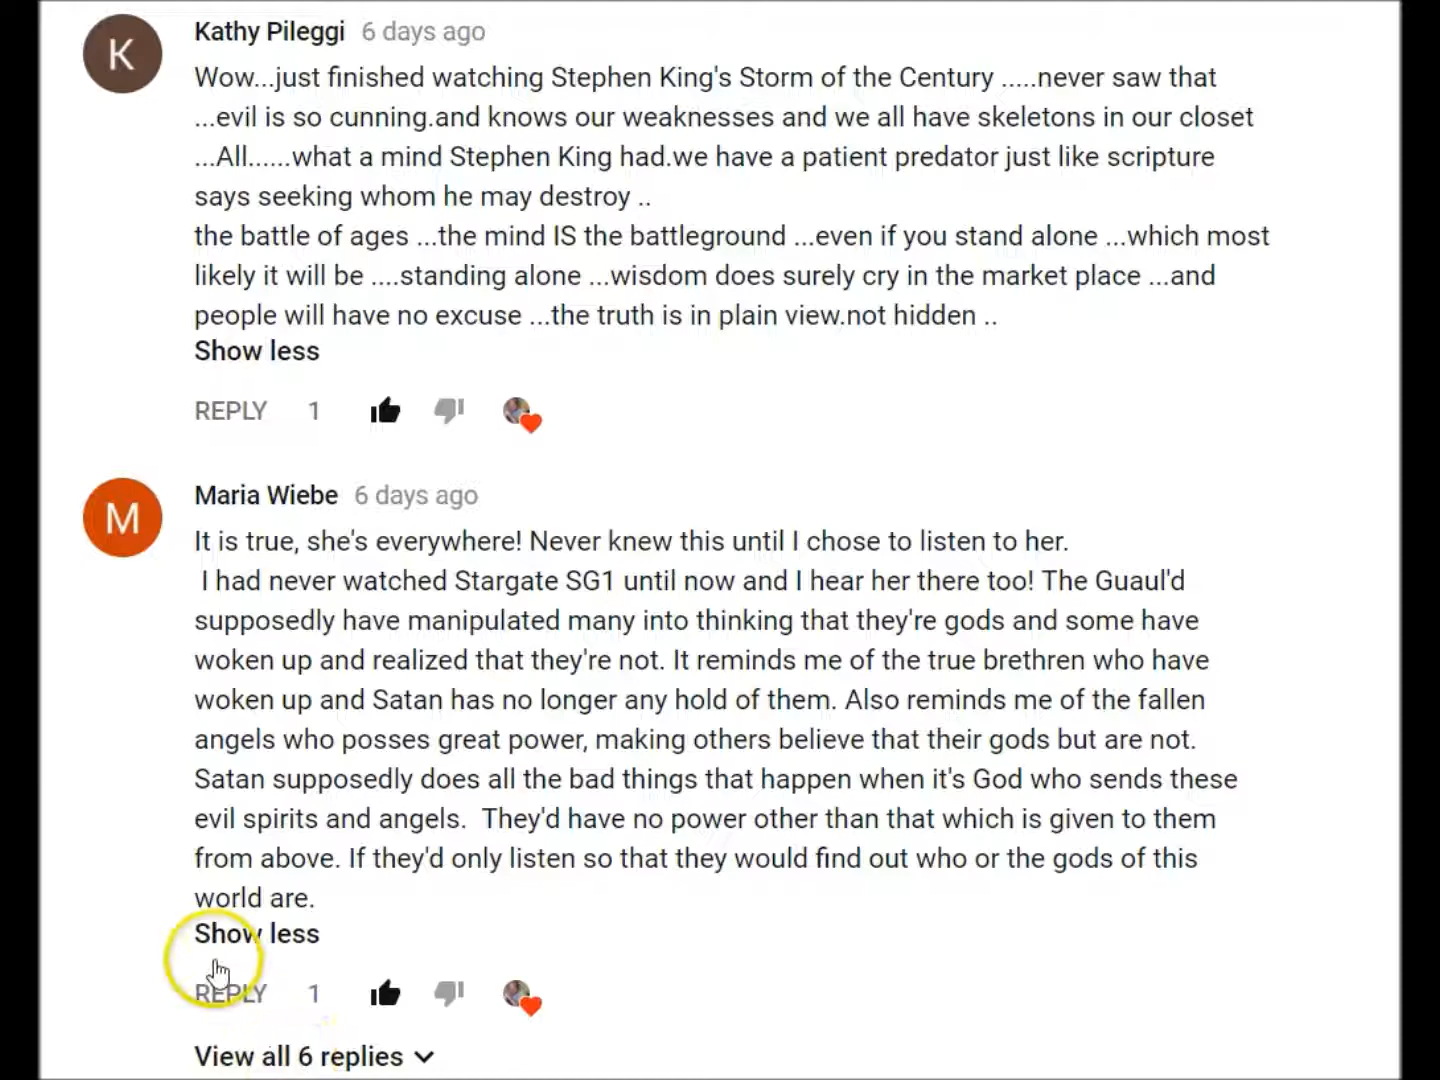 K
Kathy Pileggi 6 days ago
Wow...just finished watching Stephen King's Storm of the Century .....never saw that
...evil is so cunning.and knows our weaknesses and we all have skeletons in our closet
...All......what a mind Stephen King had.we have a patient predator just like scripture
says seeking whom he may destroy ..
the battle of ages ...the mind IS the battleground ...even if you stand alone ...which most
likely it will be ....standing alone ...wisdom does surely cry in the market place ...and
people will have no excuse ...the truth is in plain view.not hidden ..
Show less
REPLY 1
M
Maria Wiebe 6 days ago
It is true, she's everywhere! Never knew this until I chose to listen to her.
I had never watched Stargate SG1 until now and I hear her there too! The Guaul'd
supposedly have manipulated many into thinking that they're gods and some have
woken up and realized that they're not. It reminds me of the true brethren who have
woken up and Satan has no longer any hold of them. Also reminds me of the fallen
angels who posses great power, making others believe that their gods but are not.
Satan supposedly does all the bad things that happen when it's God who sends these
evil spirits and angels.  They'd have no power other than that which is given to them
from above. If they'd only listen so that they would find out who or the gods of this
world are.
Show less
REPLY 1
View all 6 replies